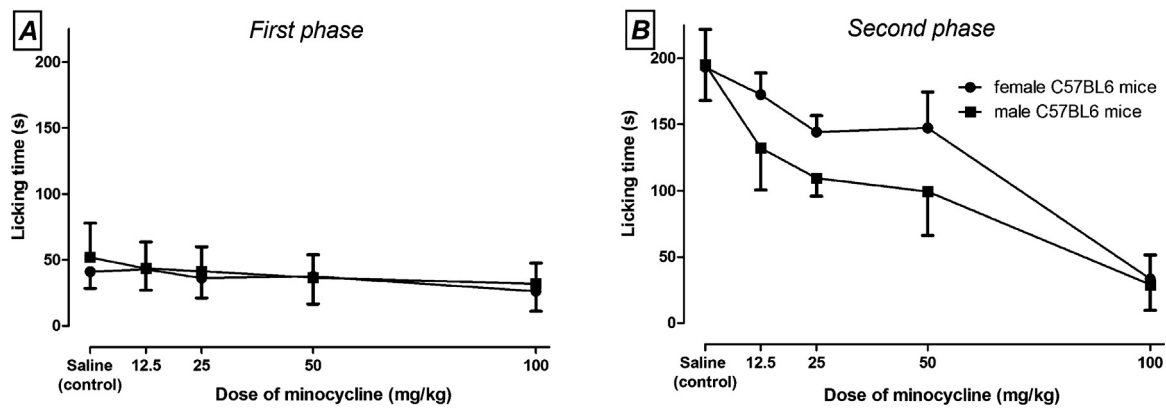 A
First phase
200
150
100
50
0
Licking time (s)
Saline
(control)
12.5
25
50
100
Dose of minocycline (mg/kg)
B
Second phase
200
150
100
50
0
Licking time (s)
female C57BL6 mice
male C57BL6 mice
Saline
(control)
12.5
25
50
100
Dose of minocycline (mg/kg)